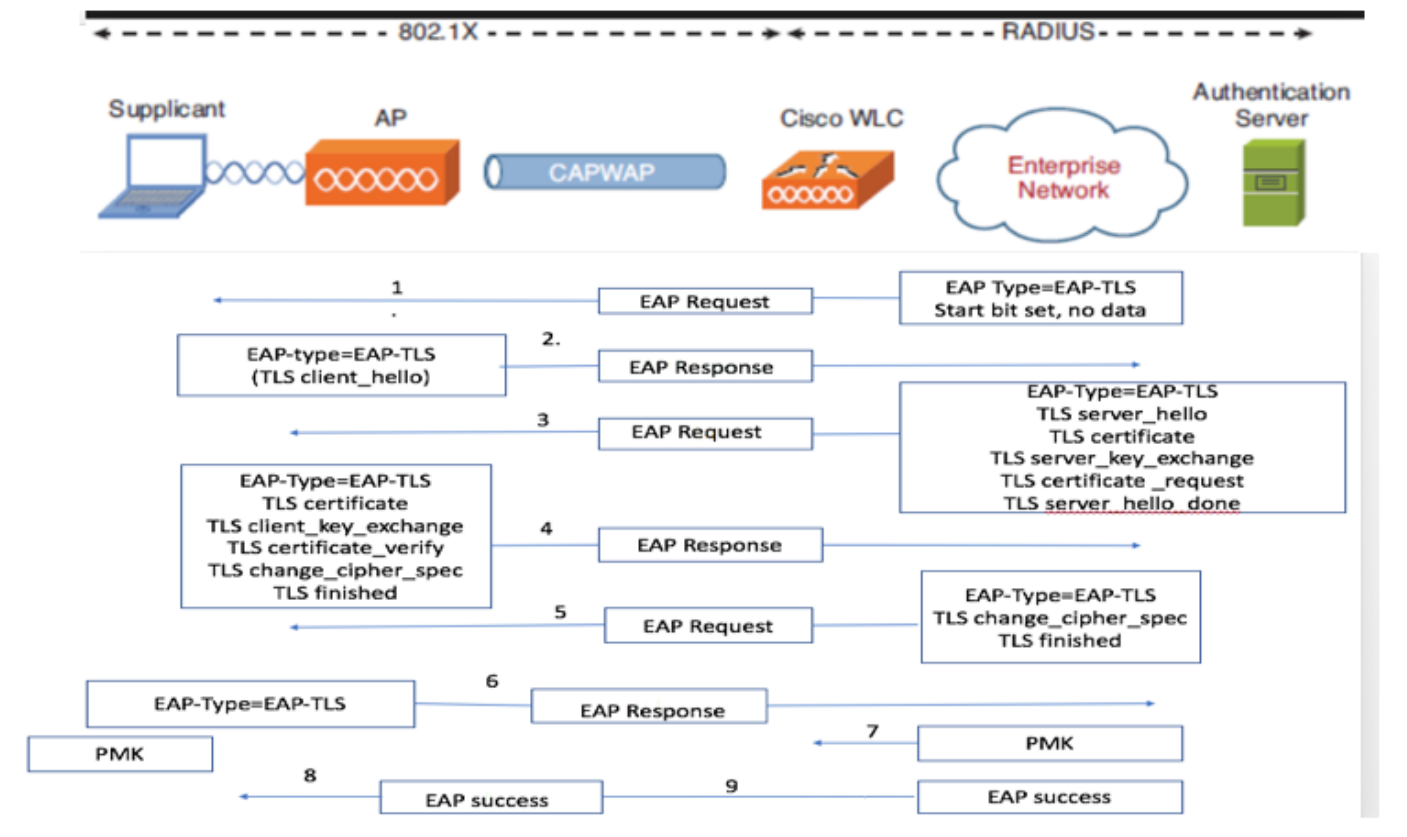 802.1X
RADIUS
Supplicant
AP
CAPWAP
Cisco WLC
Enterprise
Network
Authentication
Server
1
.
EAP Request
EAP Type=EAP-TLS
Start bit set, no data
EAP-type=EAP-TLS
(TLS client_hello)
2.
EAP Response
3
EAP Request
EAP-Type=EAP-TLS
TLS server_hello
TLS certificate
TLS server_key_exchange
TLS certificate _request
TLS server_hello_done
EAP-Type=EAP-TLS
TLS certificate
TLS client_key_exchange
TLS certificate_verify
TLS change_cipher_spec
TLS finished
4
EAP Response
5
EAP Request
EAP-Type=EAP-TLS
TLS change_cipher_spec
TLS finished
EAP-Type=EAP-TLS
6
EAP Response
PMK
7
PMK
8
EAP success
9
EAP success